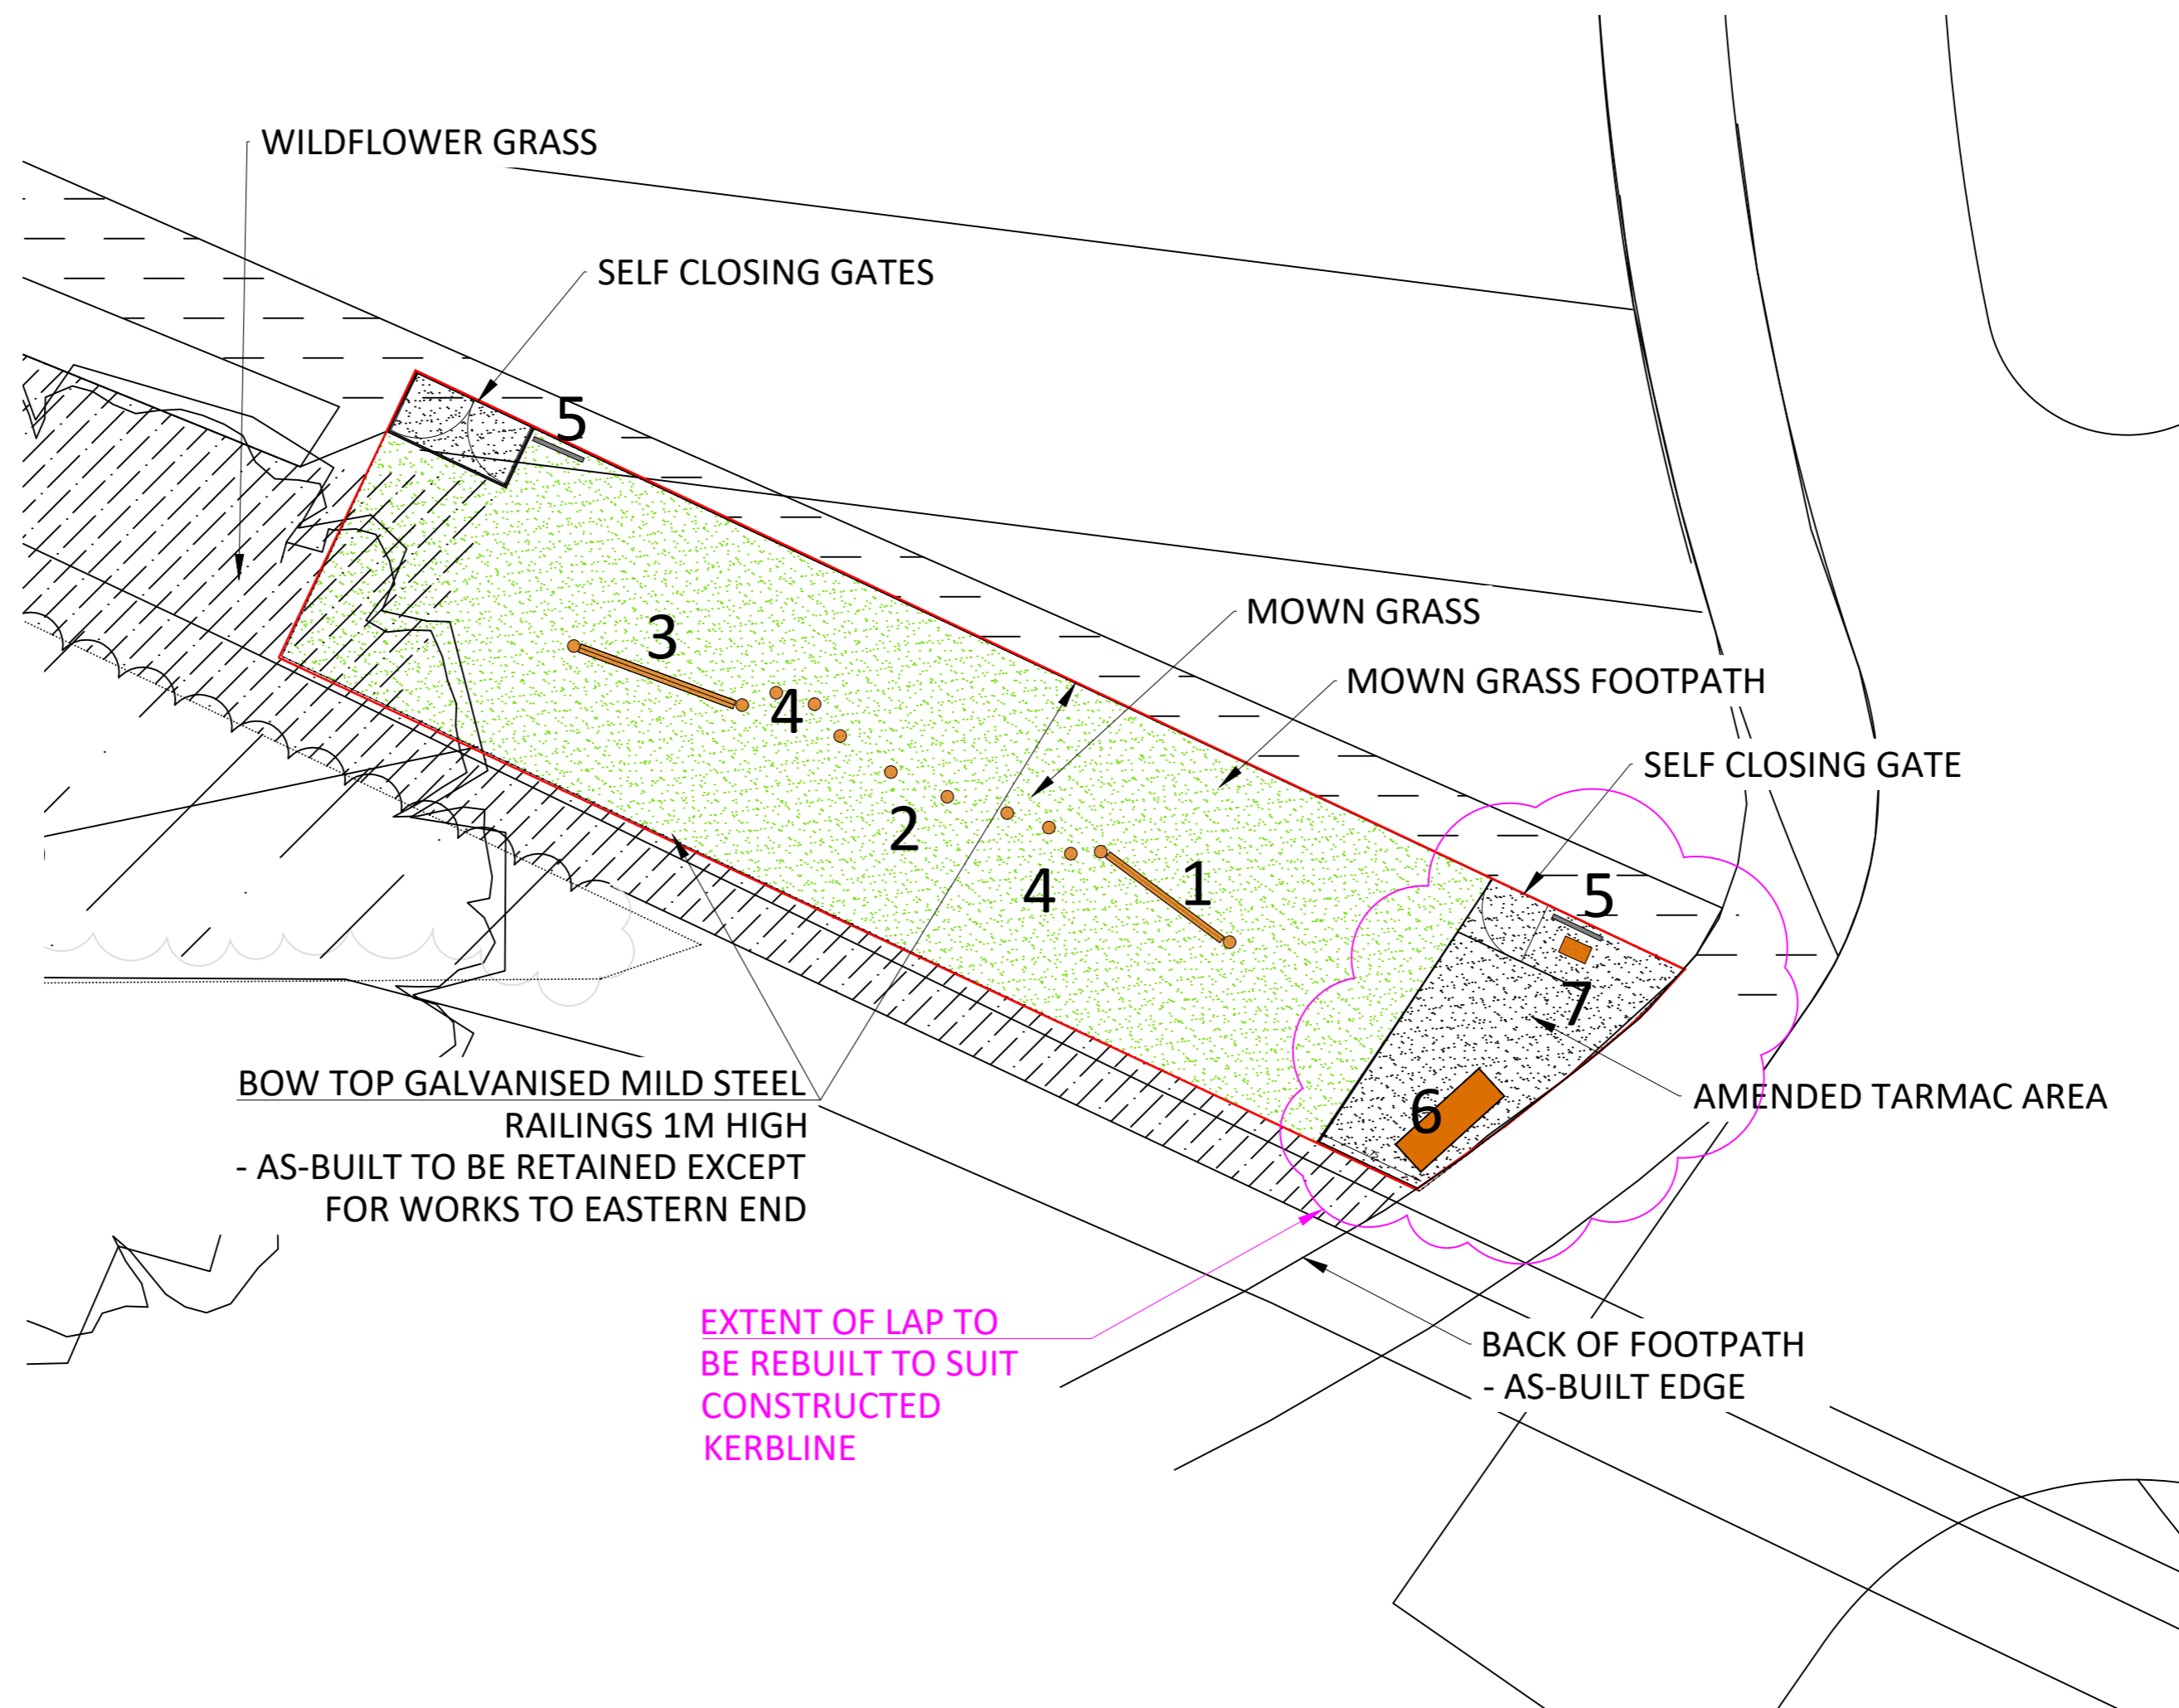 WILDFLOWER GRASS
SELF CLOSING GATES
5
3
MOWN GRASS
4
MOWN GRASS FOOTPATH
SELF CLOSING GATE
2
4
1
5
7
6
AMENDED TARMAC AREA
BOW TOP GALVANISED MILD STEEL
RAILINGS 1M HIGH
- AS-BUILT TO BE RETAINED EXCEPT
FOR WORKS TO EASTERN END
EXTENT OF LAP TO
BE REBUILT TO SUIT
CONSTRUCTED
KERBLINE
BACK OF FOOTPATH
- AS-BUILT EDGE